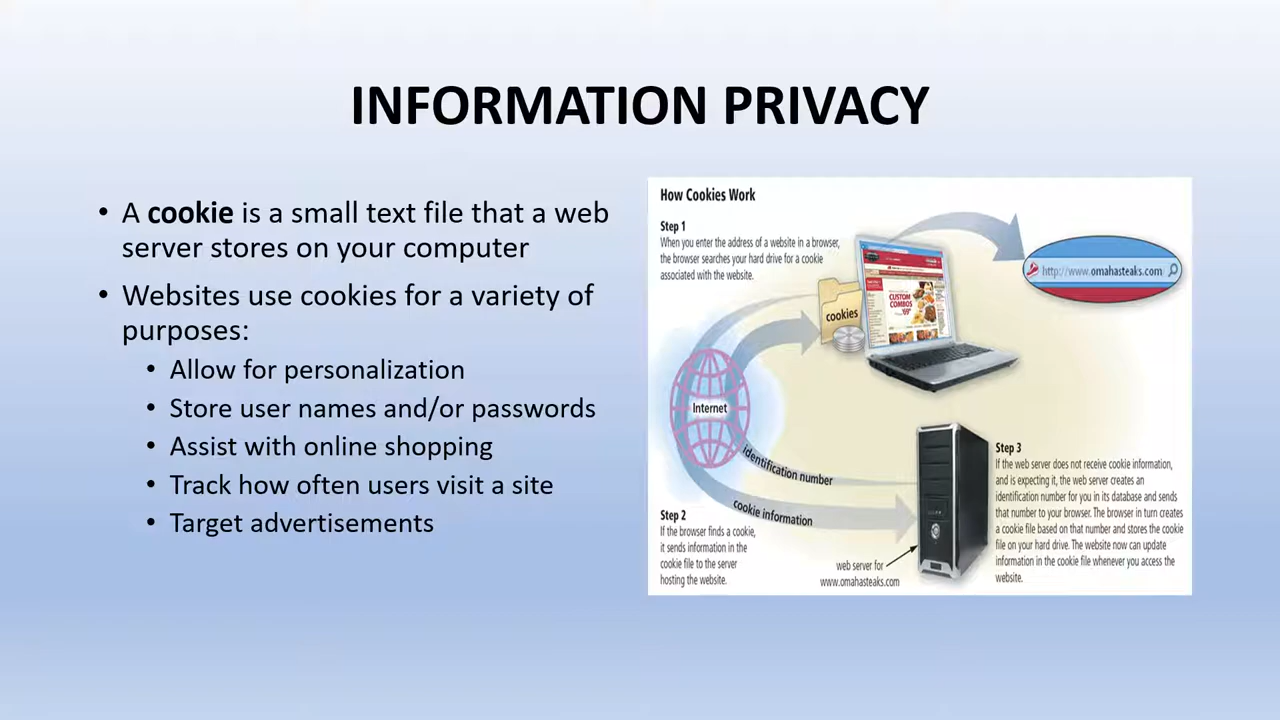 INFORMATION PRIVACY
• A cookie is a small text file that a web
server stores on your computer
• Websites use cookies for a variety of
purposes:
• Allow for personalization
• Store user names and/or passwords
• Assist with online shopping
• Track how often users visit a site
• Target advertisements
How Cookies Work
Step 1
When you enter the address of a website in a browser,
the browser searches your hard drive for a cookie
associated with the website.
http://www.omahasteaks.com
cookies
CUSTOM
COMBOS
Internet
identification number
cookie information
Step 2
If the browser finds a cookie,
it sends information in the
cookie file to the server
hosting the website.
web server for
www.omahasteaks.com
Step 3
If the web server does not receive cookie information,
and is expecting it, the web server creates an
identification number for you in its database and sends
that number to your browser. The browser in turn creates
a cookie file based on that number and stores the cookie
file on your hard drive. The website now can update
information in the cookie file whenever you access the
website.